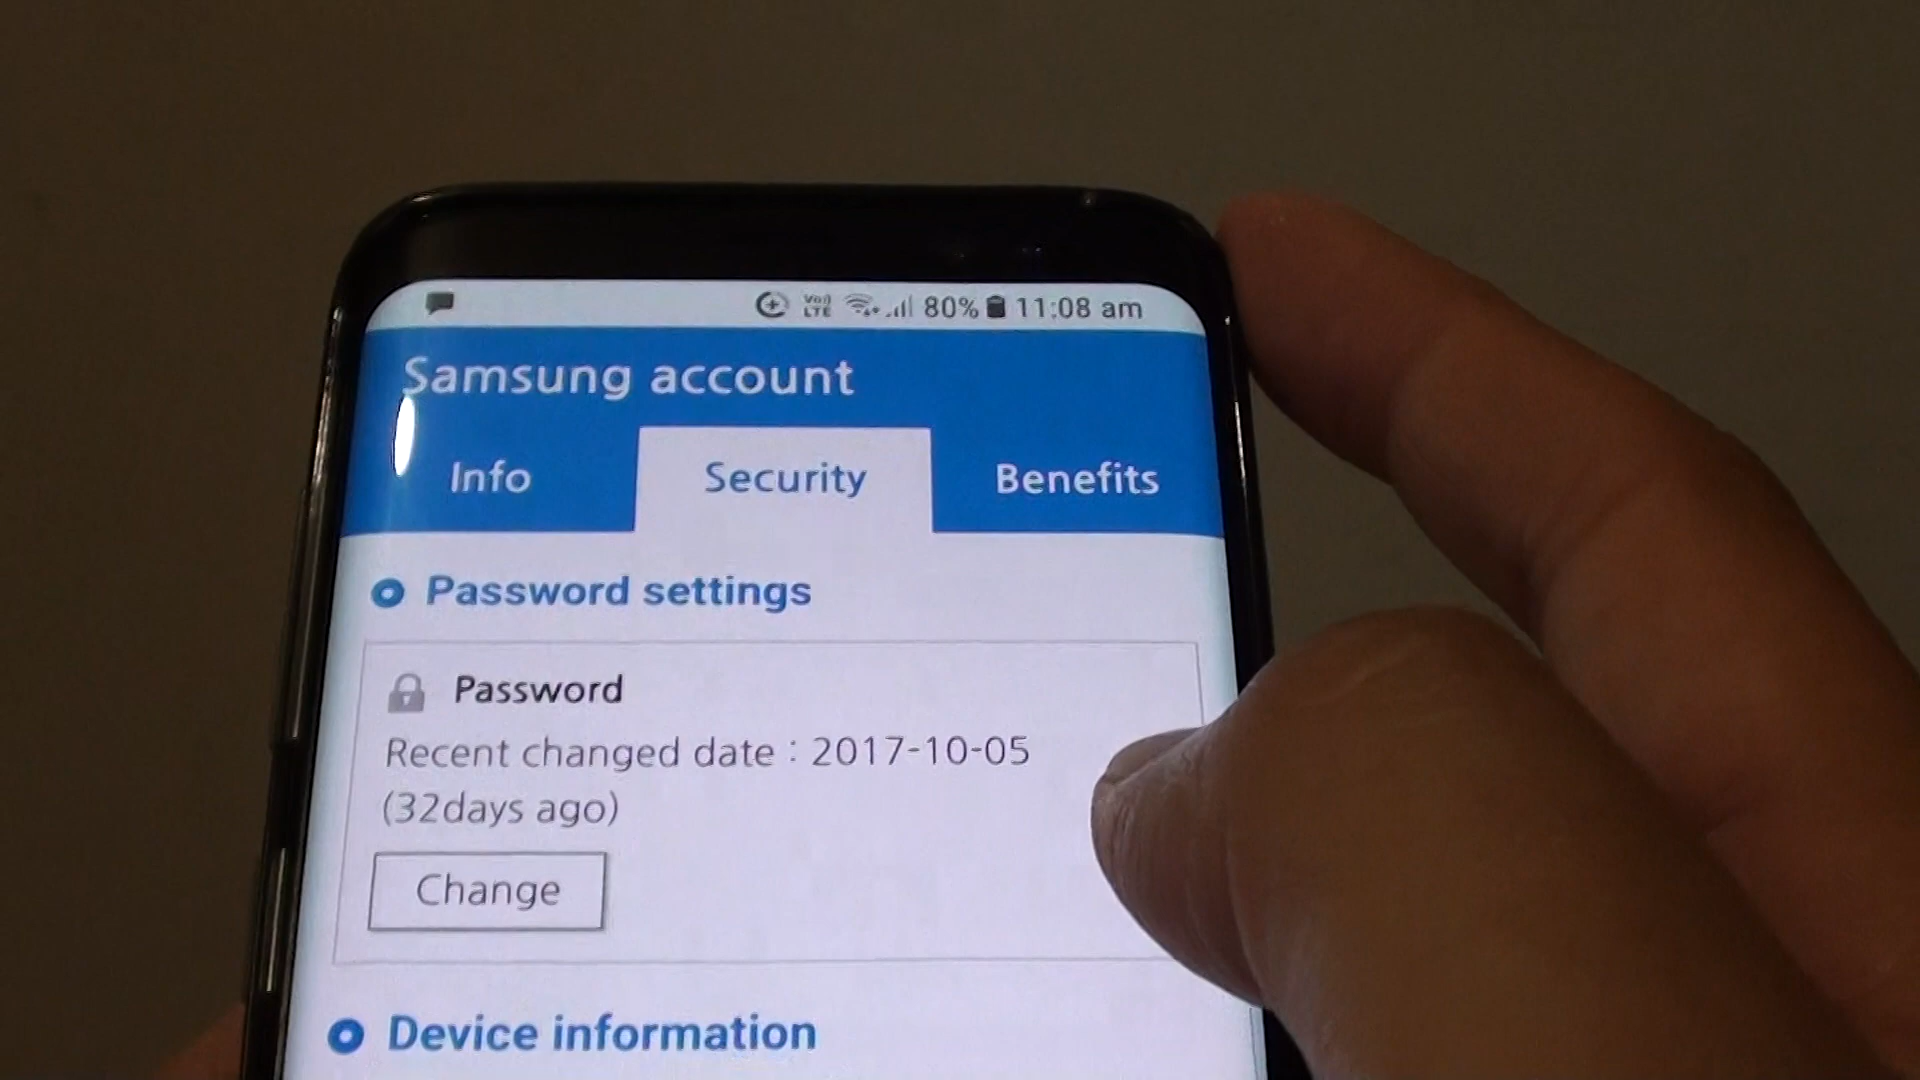 VoLTE 80% 11:08 am
Samsung account
Info Security Benefits
Password settings
Password
Recent changed date : 2017-10-05
(32days ago)
Change
Device information